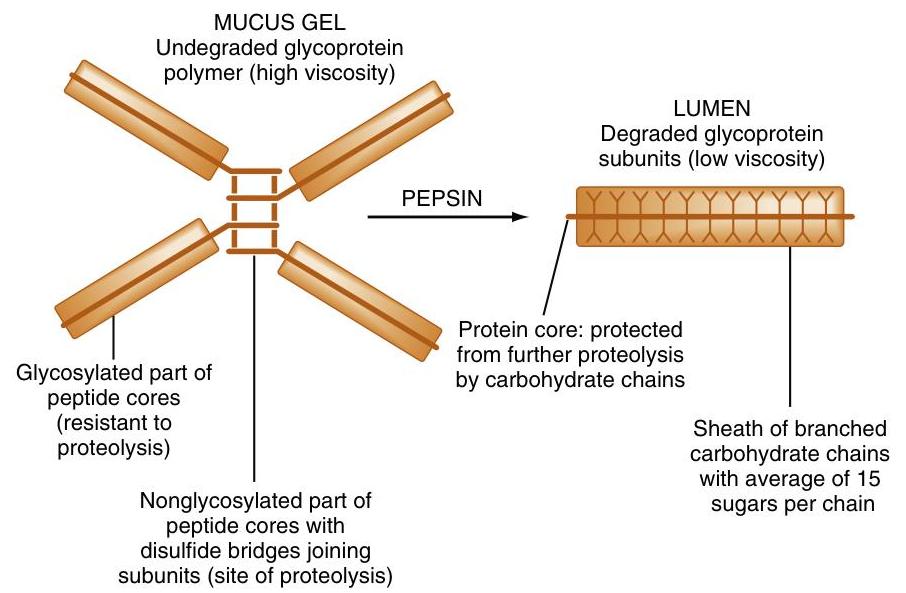 MUCUS GEL
Undegraded glycoprotein
polymer (high viscosity)
LUMEN
Degraded glycoprotein
subunits (low viscosity)
PEPSIN
Protein core: protected
from further proteolysis
by carbohydrate chains
Glycosylated part of
peptide cores
(resistant to
proteolysis)
Sheath of branched
carbohydrate chains
with average of 15
sugars per chain
Nonglycosylated part of
peptide cores with
disulfide bridges joining
subunits (site of proteolysis)